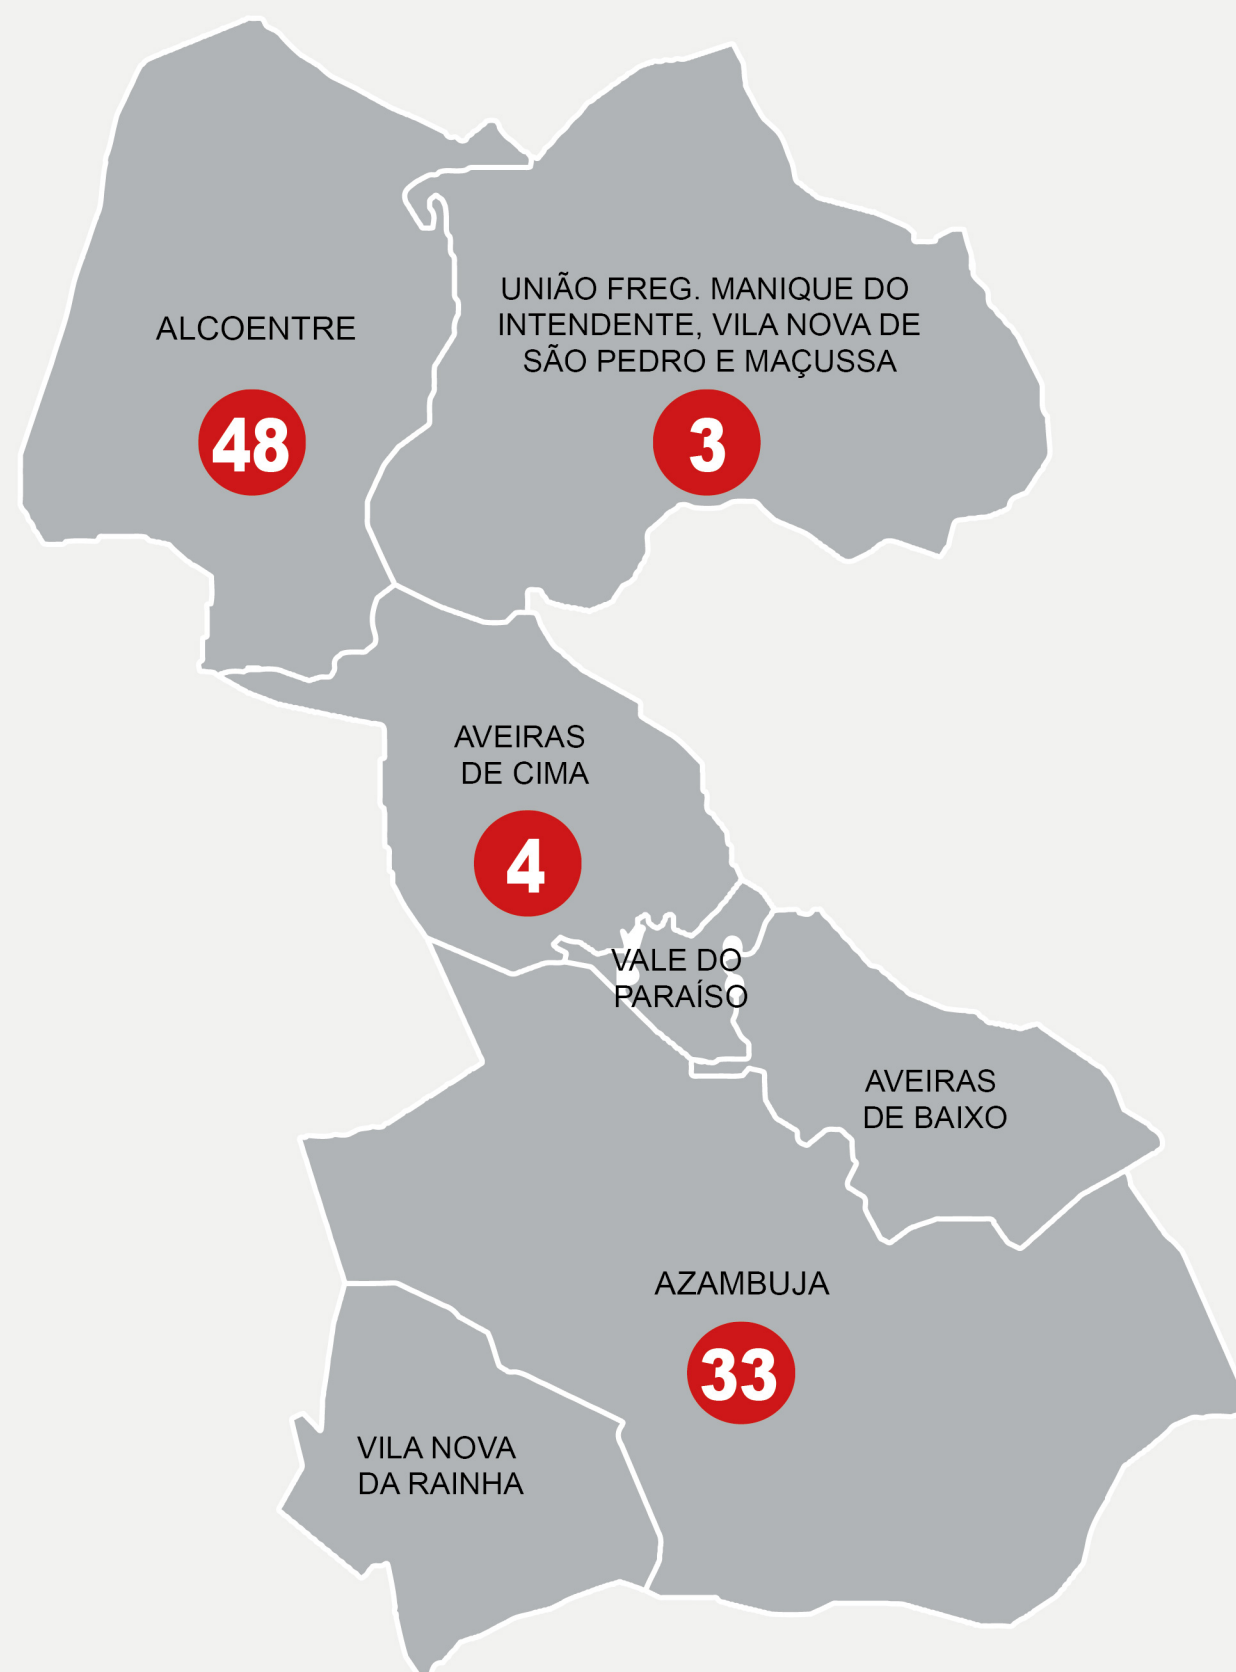 ALCOENTRE
48
UNIÃO FREG. MANIQUE DO
INTENDENTE, VILA NOVA DE
SÃO PEDRO E MAÇUSSA
3
AVEIRAS
DE CIMA
4
VALE DO
PARAÍSO
AVEIRAS
DE BAIXO
AZAMBUJA
33
VILA NOVA
DA RAINHA